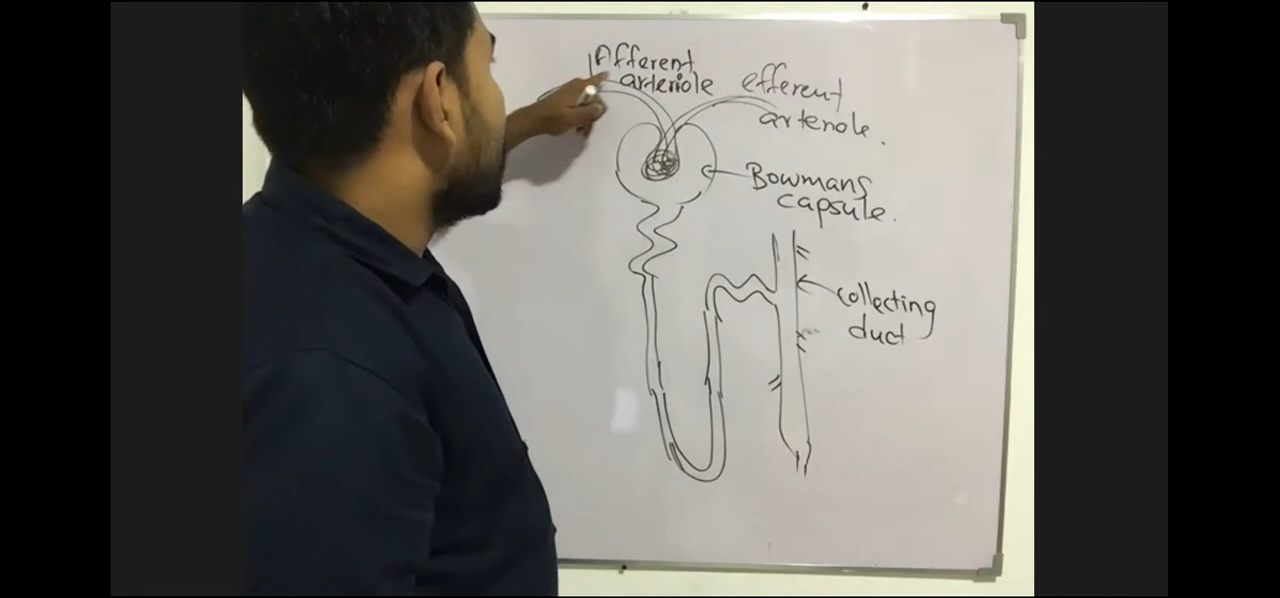 Afferent
arteriole
efferent
arteriole.
Bowmans
capsule.
collecting
duct